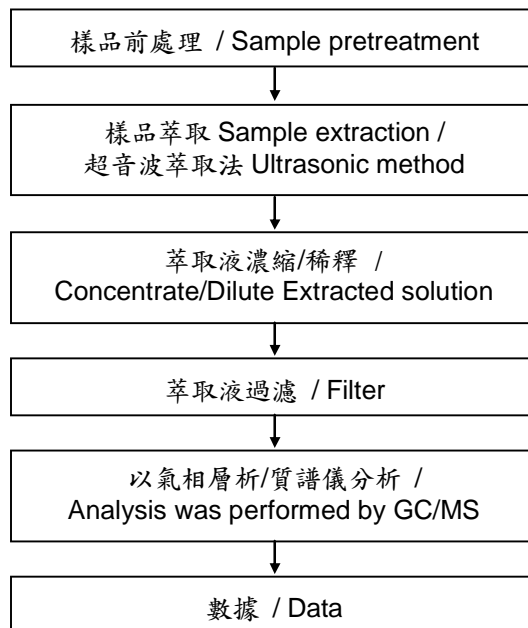 樣品前處理 / Sample pretreatment
樣品萃取 Sample extraction /
超音波萃取法 Ultrasonic method
萃取液濃縮/稀釋 /
Concentrate/Dilute Extracted solution
萃取液過濾 / Filter
以氣相層析/質譜儀分析 /
Analysis was performed by GC/MS
數據 / Data